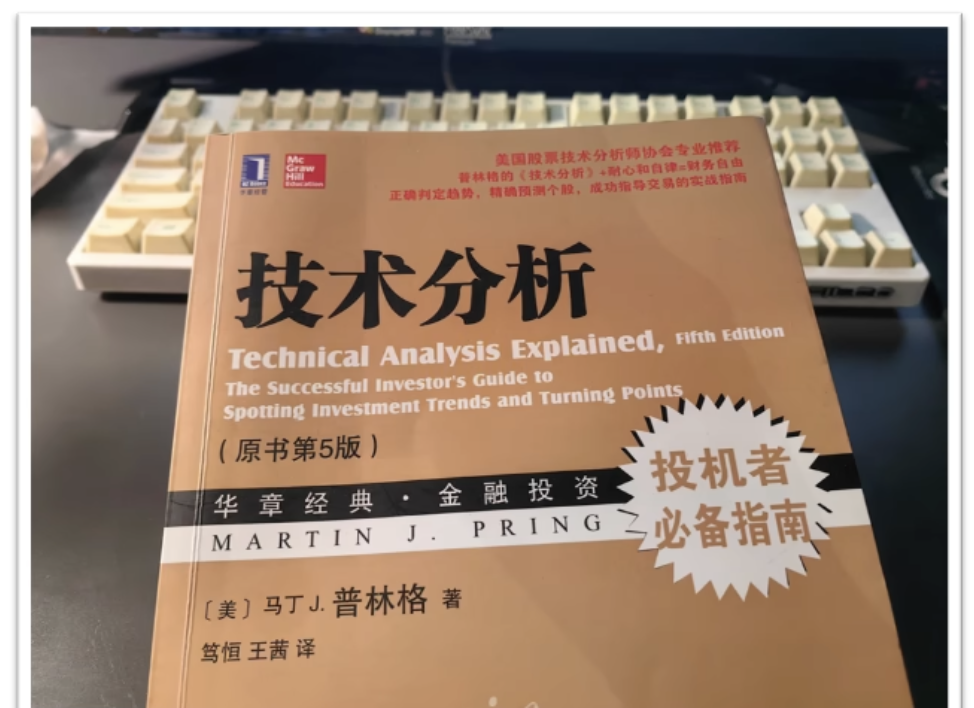 Mc
Graw
Hill
Education
美国股票技术分析师协会专业推荐
普林格的《技术分析》+耐心和自律=财务自由
正确判定趋势，精确预测个股，成功指导交易的实战指南
技术分析
Technical Analysis Explained, Fifth Edition
The Successful Investor's Guide to
Spotting Investment Trends and Turning Points
（原书第5版）
投机者
必备指南
华章经典·金融投资
MARTIN J. PRING
〔美〕马丁 J. 普林格 著
笃恒 王茜 译